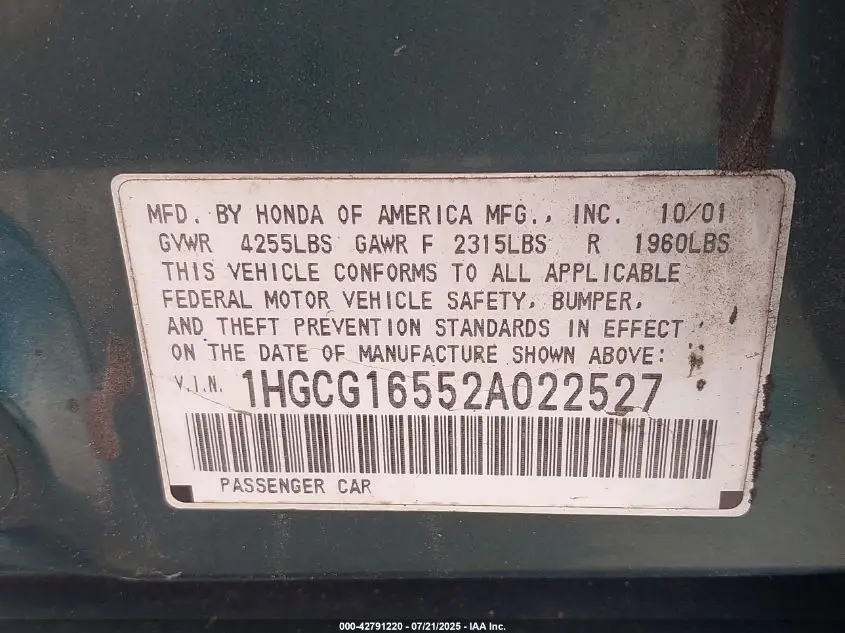 MFD. BY HONDA OF AMERICA MFG., INC. 10/01
GVWR 4255LBS GAWR F 2315LBS R 1960LBS
THIS VEHICLE CONFORMS TO ALL APPLICABLE
FEDERAL MOTOR VEHICLE SAFETY, BUMPER,
AND THEFT PREVENTION STANDARDS IN EFFECT
ON THE DATE OF MANUFACTURE SHOWN ABOVE:
V.I.N. 1HGCG16552A022527
PASSENGER CAR
000-42791220 - 07/21/2025 - IAA Inc.